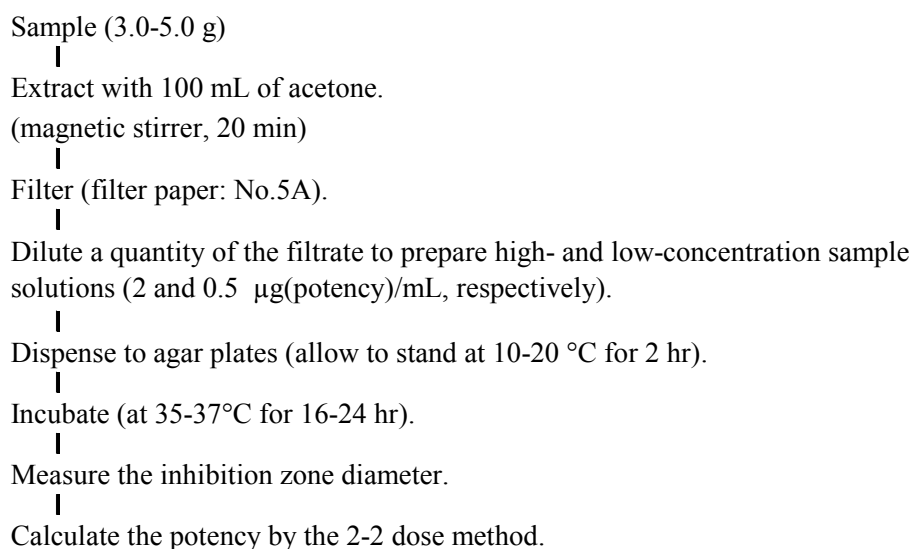 Sample (3.0-5.0 g)
Extract with 100 mL of acetone.
(magnetic stirrer, 20 min)
Filter (filter paper: No.5A).
Dilute a quantity of the filtrate to prepare high- and low-concentration sample
solutions (2 and 0.5 µg(potency)/mL, respectively).
Dispense to agar plates (allow to stand at 10-20 °C for 2 hr).
Incubate (at 35-37°C for 16-24 hr).
Measure the inhibition zone diameter.
Calculate the potency by the 2-2 dose method.